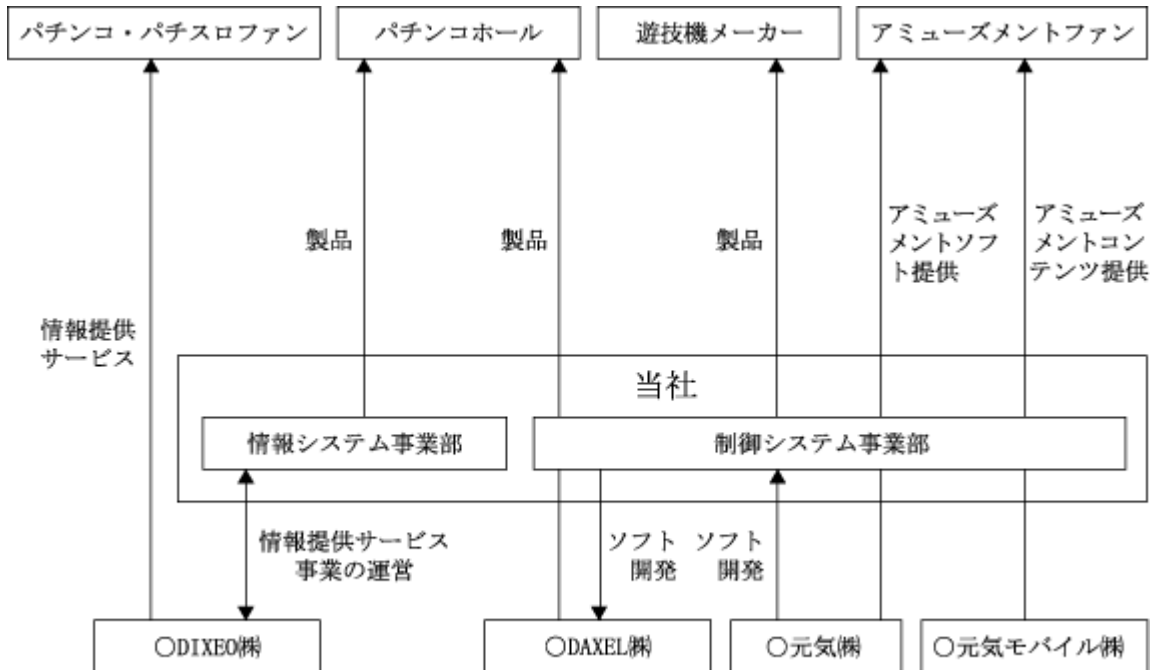 パチンコ・パチスロファン
パチンコホール
遊技機メーカー
アミューズメントファン
製品
製品
製品
アミューズ
メントソフ
ト提供
アミューズ
メントコン
テンツ提供
情報提供
サービス
当社
情報システム事業部
制御システム事業部
情報提供サービス
事業の運営
ソフト
開発
ソフト
開発
○DIXEO㈱
○DAXEL㈱
○元気㈱
○元気モバイル㈱